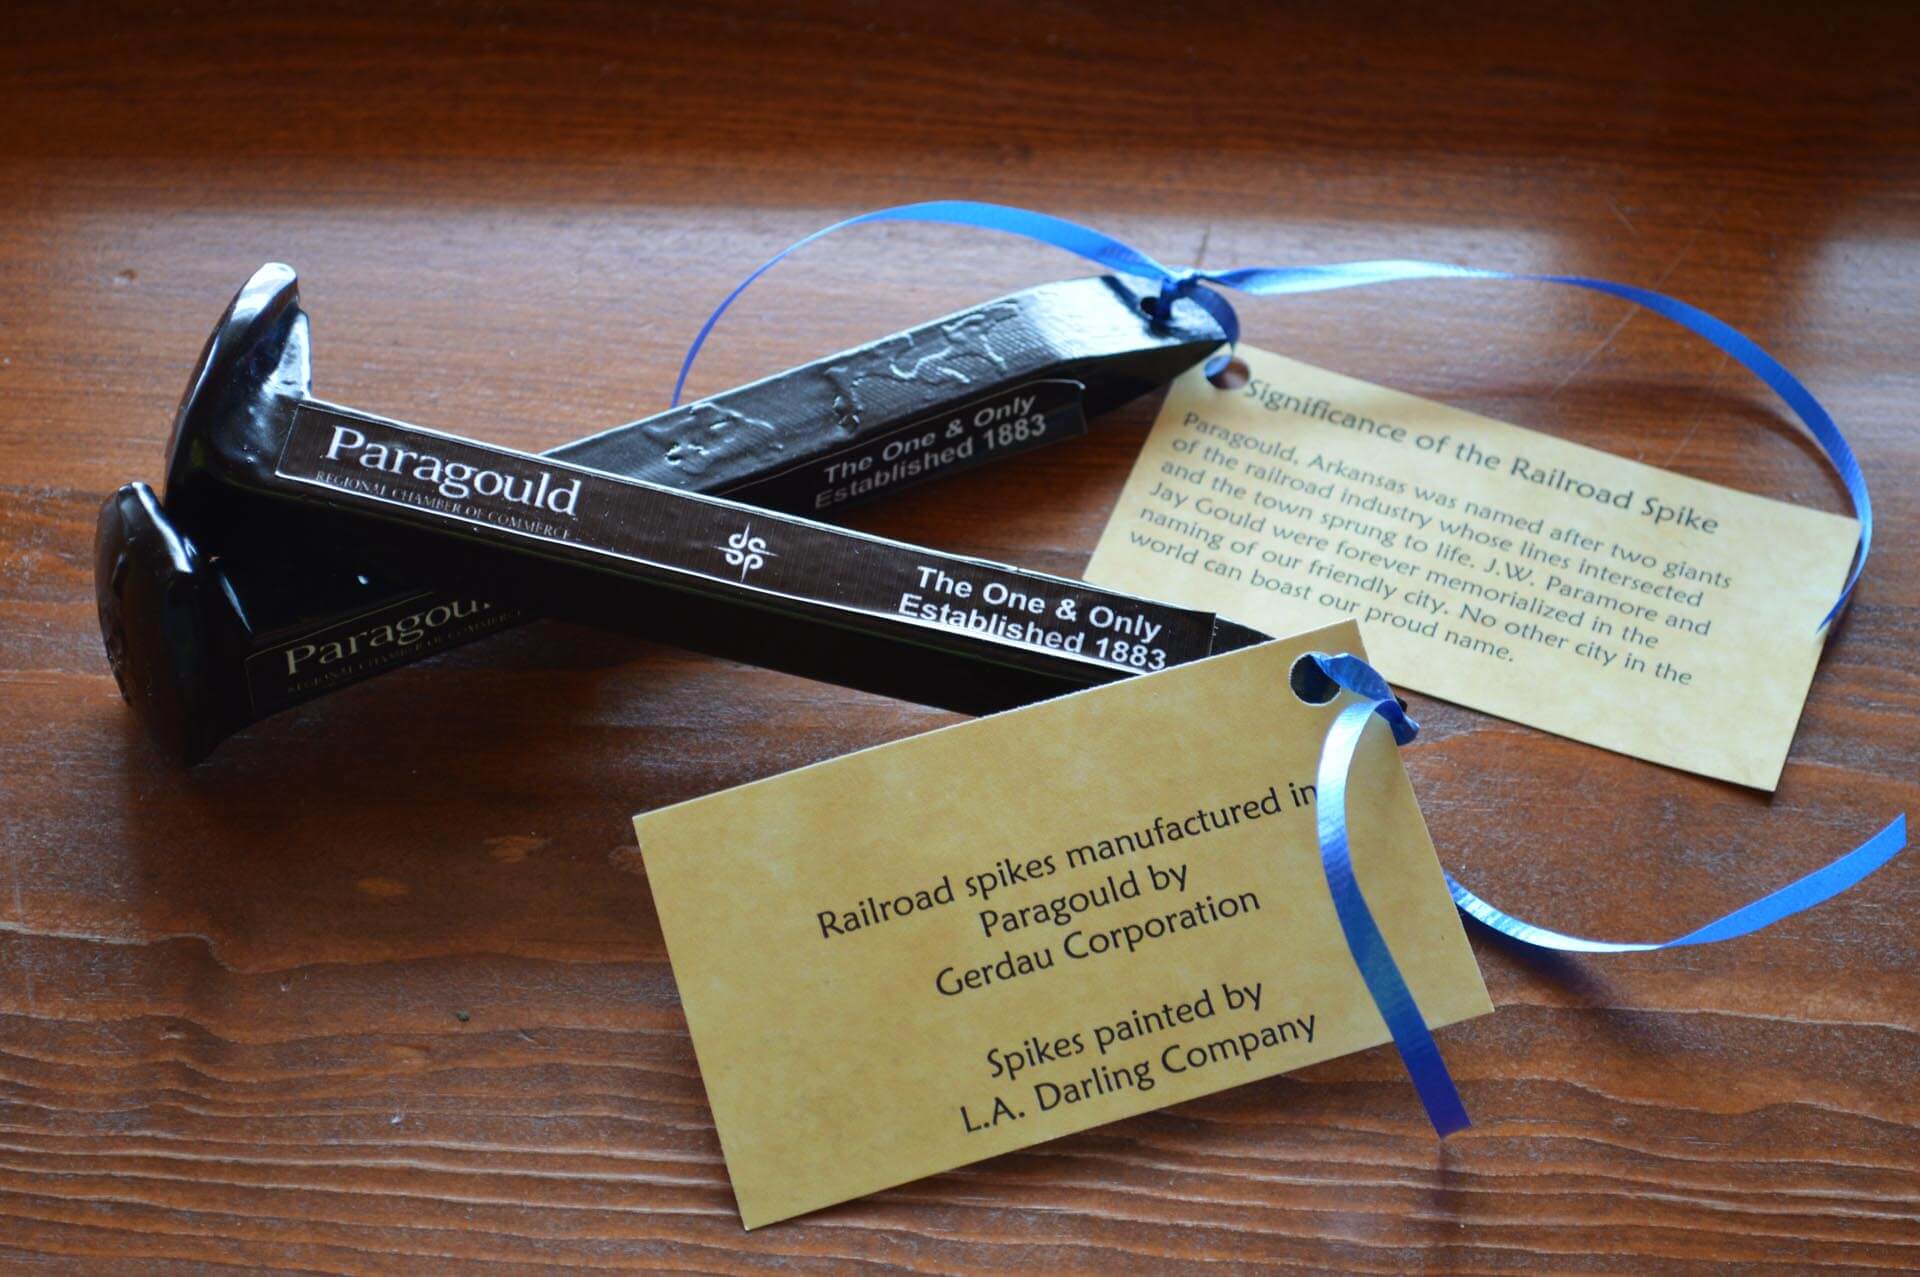 Paragould
REGIONAL CHAMBER OF COMMERCE
The One & Only
Established 1883
The One & Only
Established 1883
REGIONAL CHAMBER OF COMMERCE
Significance of the Railroad Spike
Paragould, Arkansas was named after two giants
of the railroad industry whose lines intersected
and the town sprung to life. J.W. Paramore and
Jay Gould were forever memorialized in the
naming of our friendly city. No other city in the
world can boast our proud name.
Railroad spikes manufactured in
Paragould by
Gerdau Corporation
Spikes painted by
L.A. Darling Company